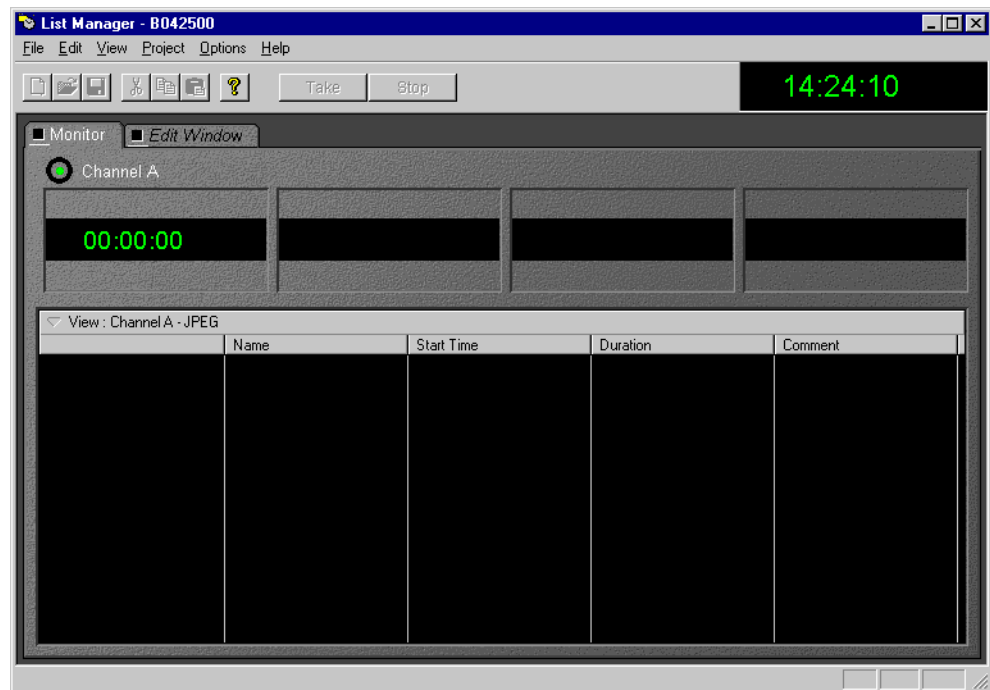 List Manager - B042500
File Edit View Project Options Help
Take Stop
14:24:10
Monitor Edit Window
Channel A
00:00:00
View : Channel A - JPEG
Name Start Time Duration Comment